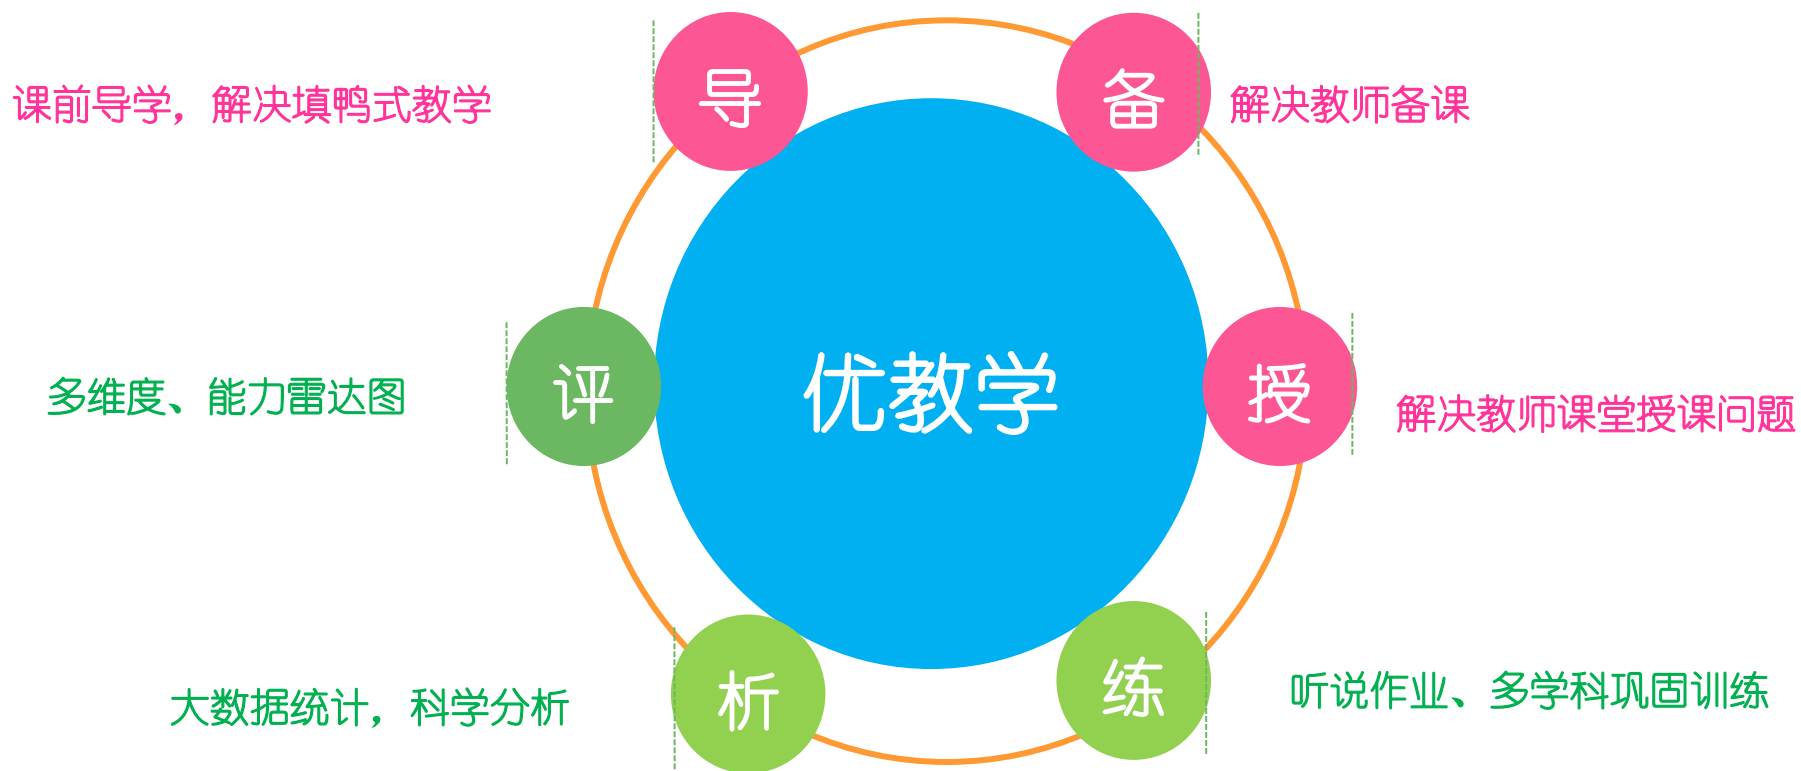 课前导学，解决填鸭式教学
导
备
解决教师备课
多维度、能力雷达图
评
优教学
授
解决教师课堂授课问题
大数据统计，科学分析
析
练
听说作业、多学科巩固训练